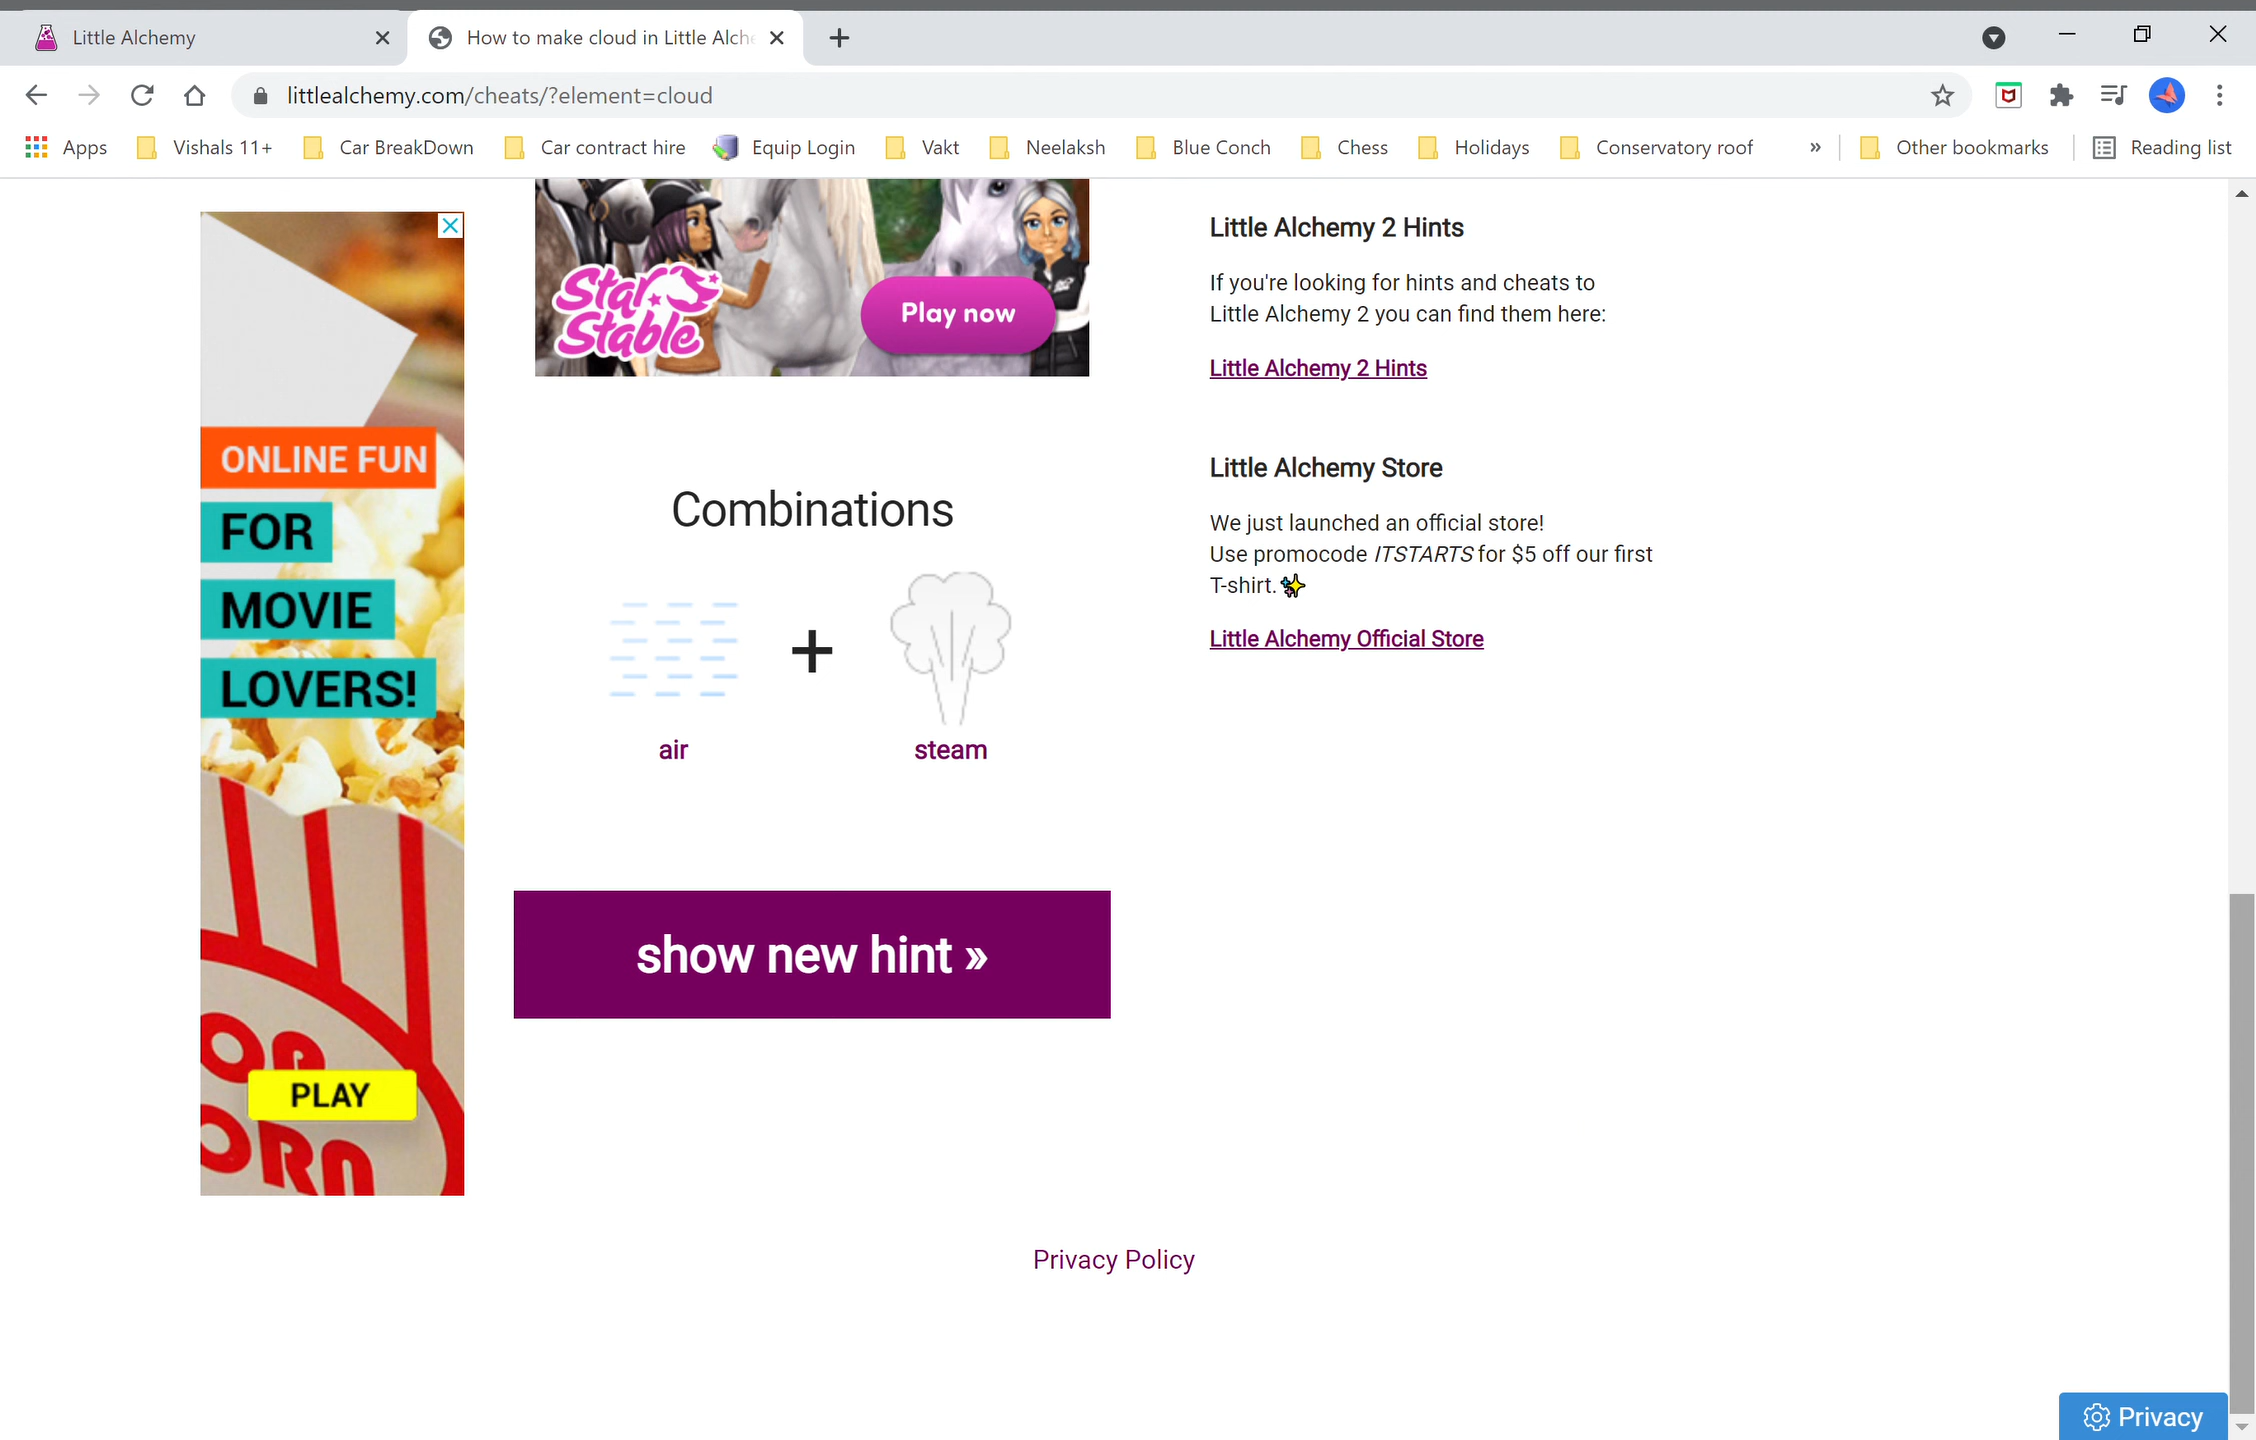 Little Alchemy
How to make cloud in Little Alche
littlealchemy.com/cheats/?element=cloud
Apps
Vishals 11+
Car BreakDown
Car contract hire
Equip Login
Vakt
Neelaksh
Blue Conch
Chess
Holidays
Conservatory roof
»
Other bookmarks
Reading list
ONLINE FUN
FOR
MOVIE
LOVERS!
POP
CORN
PLAY
Star
Stable
Play now
Combinations
+
air
steam
show new hint »
Little Alchemy 2 Hints
If you're looking for hints and cheats to
Little Alchemy 2 you can find them here:
Little Alchemy 2 Hints
Little Alchemy Store
We just launched an official store!
Use promocode ITSTARTS for $5 off our first
T-shirt. ✨
Little Alchemy Official Store
Privacy Policy
Privacy